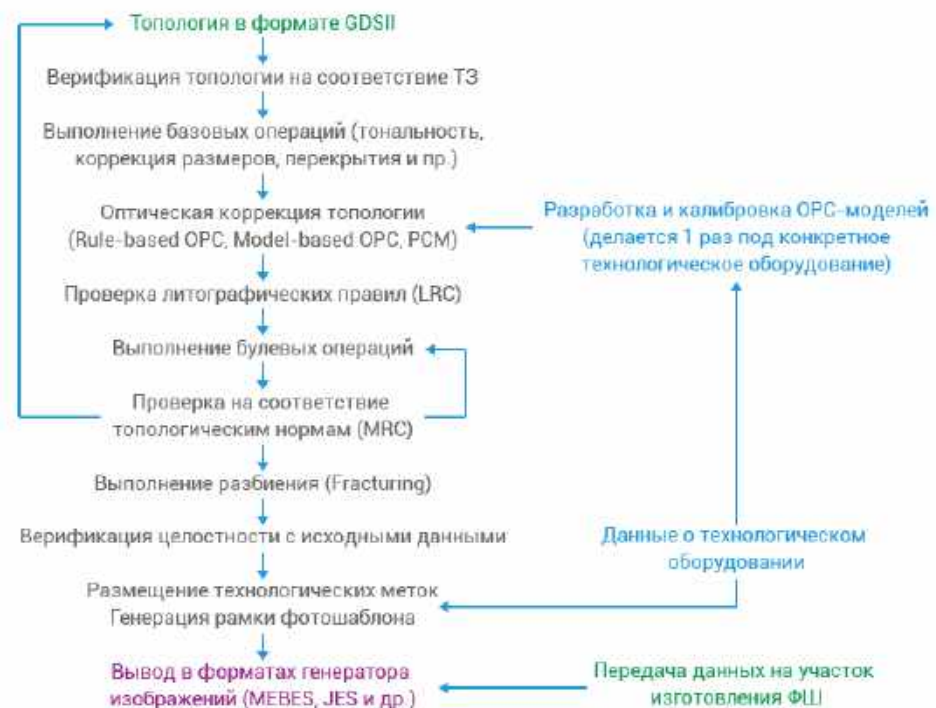 Топология в формате GDSII
Верификация топологии на соответствие ТЗ
Выполнение базовых операций (тональность,
коррекция размеров, перекрытия и пр.)
Оптическая коррекция топологии
(Rule-based OPC, Model-based OPC, PCM)
Разработка и калибровка OPC-моделей
(делается 1 раз под конкретное
технологическое оборудование)
Проверка литографических правил (LRC)
Выполнение булевых операций
Проверка на соответствие
топологическим нормам (MRC)
Выполнение разбиения (Fracturing)
Верификация целостности с исходными данными
Данные о технологическом
оборудовании
Размещение технологических меток
Генерация рамки фотошаблона
Вывод в форматах генератора
изображений (MEBES, JES и др.)
Передача данных на участок
изготовления ФШ